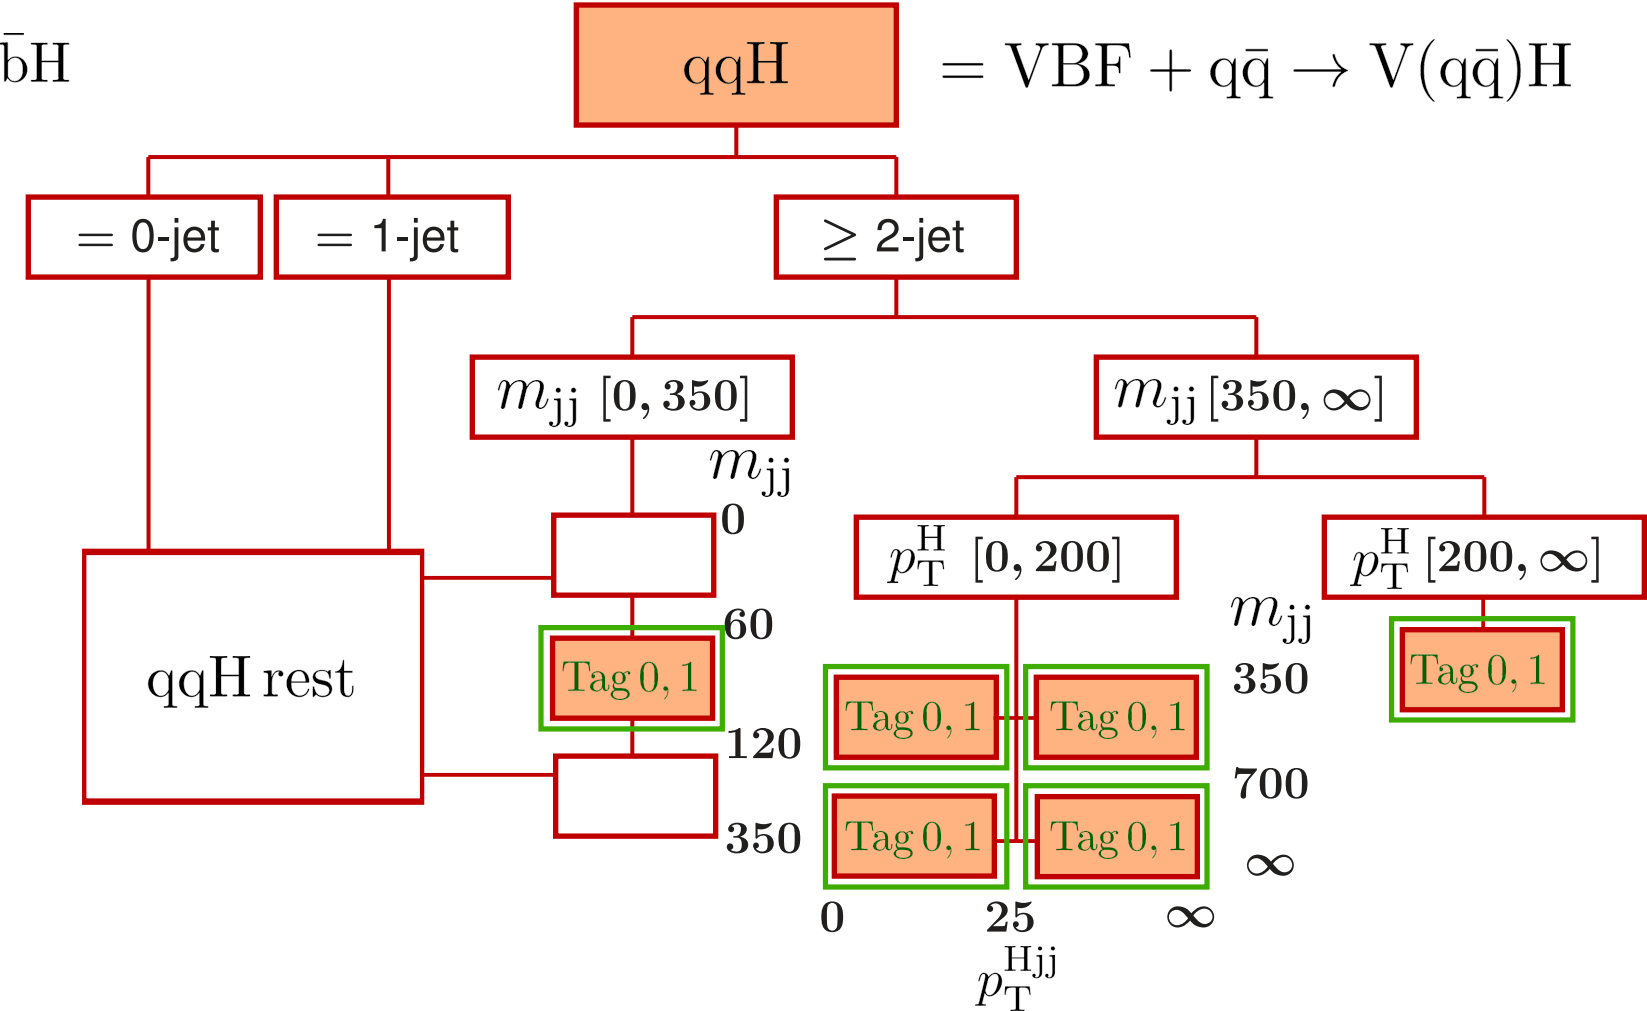 b̄H
qqH
= VBF + qq̄ → V(qq̄)H
= 0-jet
= 1-jet
≥ 2-jet
m_jj [0, 350]
m_jj [350, ∞]
m_jj
0
p_T^H [0, 200]
p_T^H [200, ∞]
60
m_jj
qqH rest
Tag 0, 1
350
Tag 0, 1
Tag 0, 1
Tag 0, 1
120
700
350
Tag 0, 1
Tag 0, 1
∞
0
25
∞
p_T^Hjj